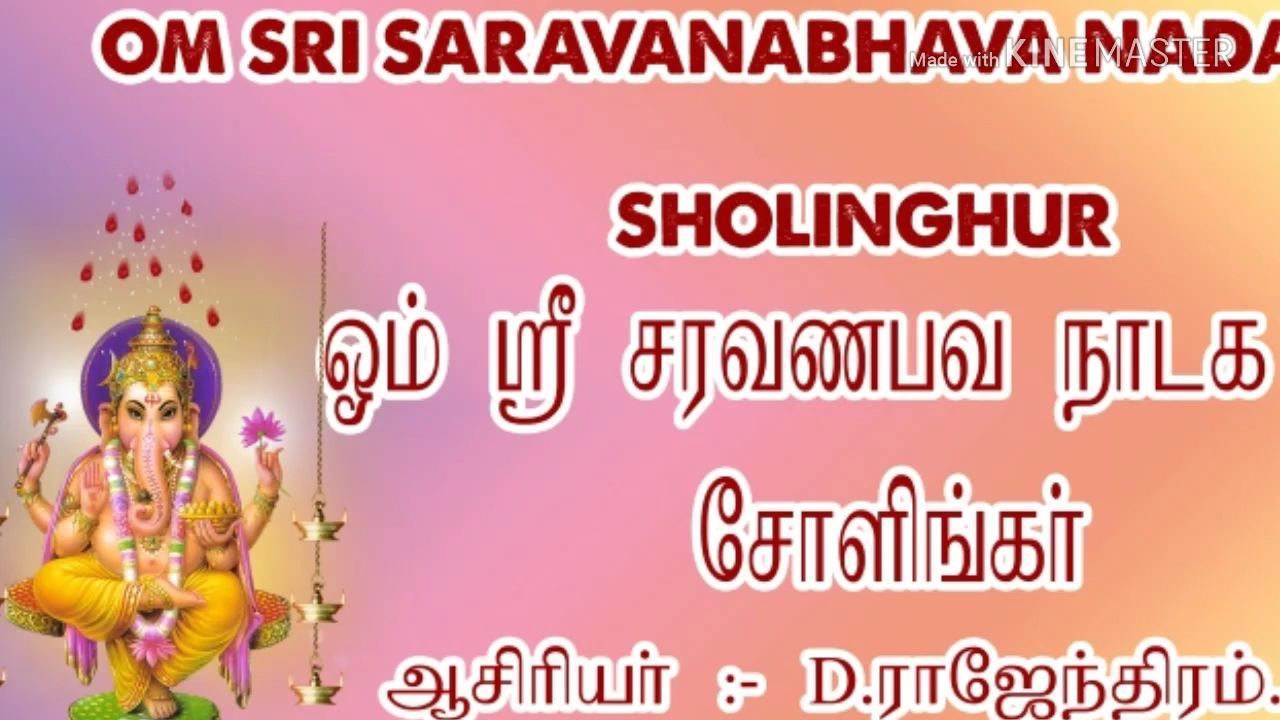 OM SRI SARAVANABHAVA NADA
Made with KINEMASTER
SHOLINGHUR
ஓம் ஸ்ரீ சரவணபவ நாடக
சோளிங்கர்
ஆசிரியர் :- D.ராஜேந்திரம்.